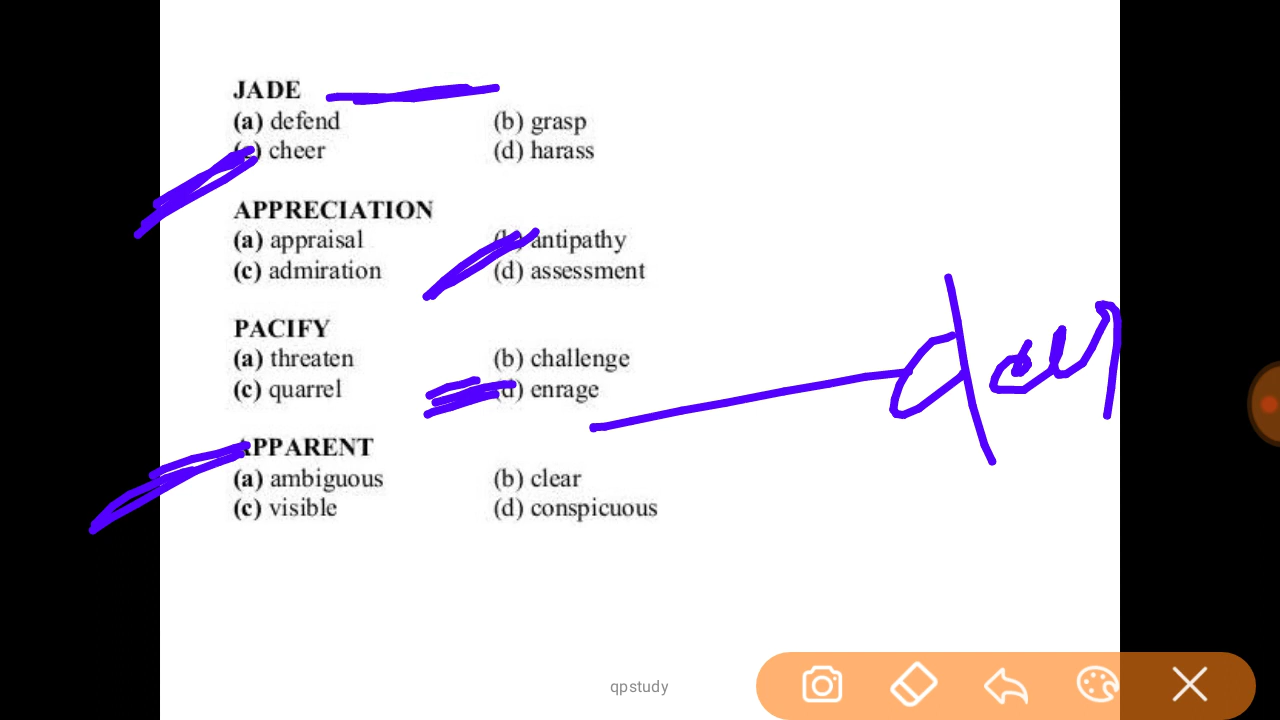 JADE
(a) defend (b) grasp
(c) cheer (d) harass
APPRECIATION
(a) appraisal (b) antipathy
(c) admiration (d) assessment
PACIFY
(a) threaten (b) challenge
(c) quarrel (d) enrage
APPARENT
(a) ambiguous (b) clear
(c) visible (d) conspicuous
qpstudy